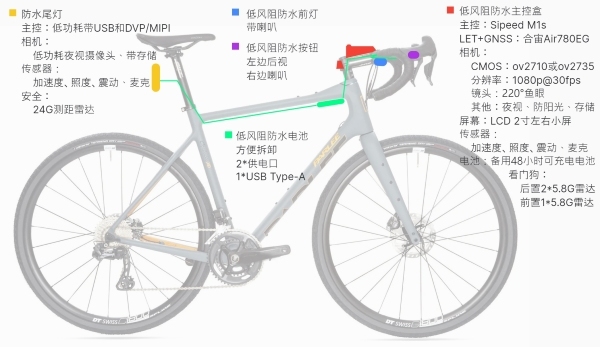 防水尾灯
主控：低功耗带USB和DVP/MIPI
相机：
低功耗夜视摄像头、带存储
传感器：
加速度、照度、震动、麦克
安全：
24G测距雷达
低风阻防水前灯
带喇叭
低风阻防水按钮
左边后视
右边喇叭
低风阻防水主控盒
主控：Sipeed M1s
LET+GNSS：合宙Air780EG
相机：
CMOS：ov2710或ov2735
分辨率：1080p@30fps
镜头：220°鱼眼
其他：夜视、防阳光、存储
屏幕：LCD 2寸左右小屏
传感器：
加速度、照度、震动、麦克
电池：备用48小时可充电电池
看门狗：
后置2*5.8G雷达
前置1*5.8G雷达
低风阻防水电池
方便拆卸
2*供电口
1*USB Type-A
DT SWISS
DT SWISS